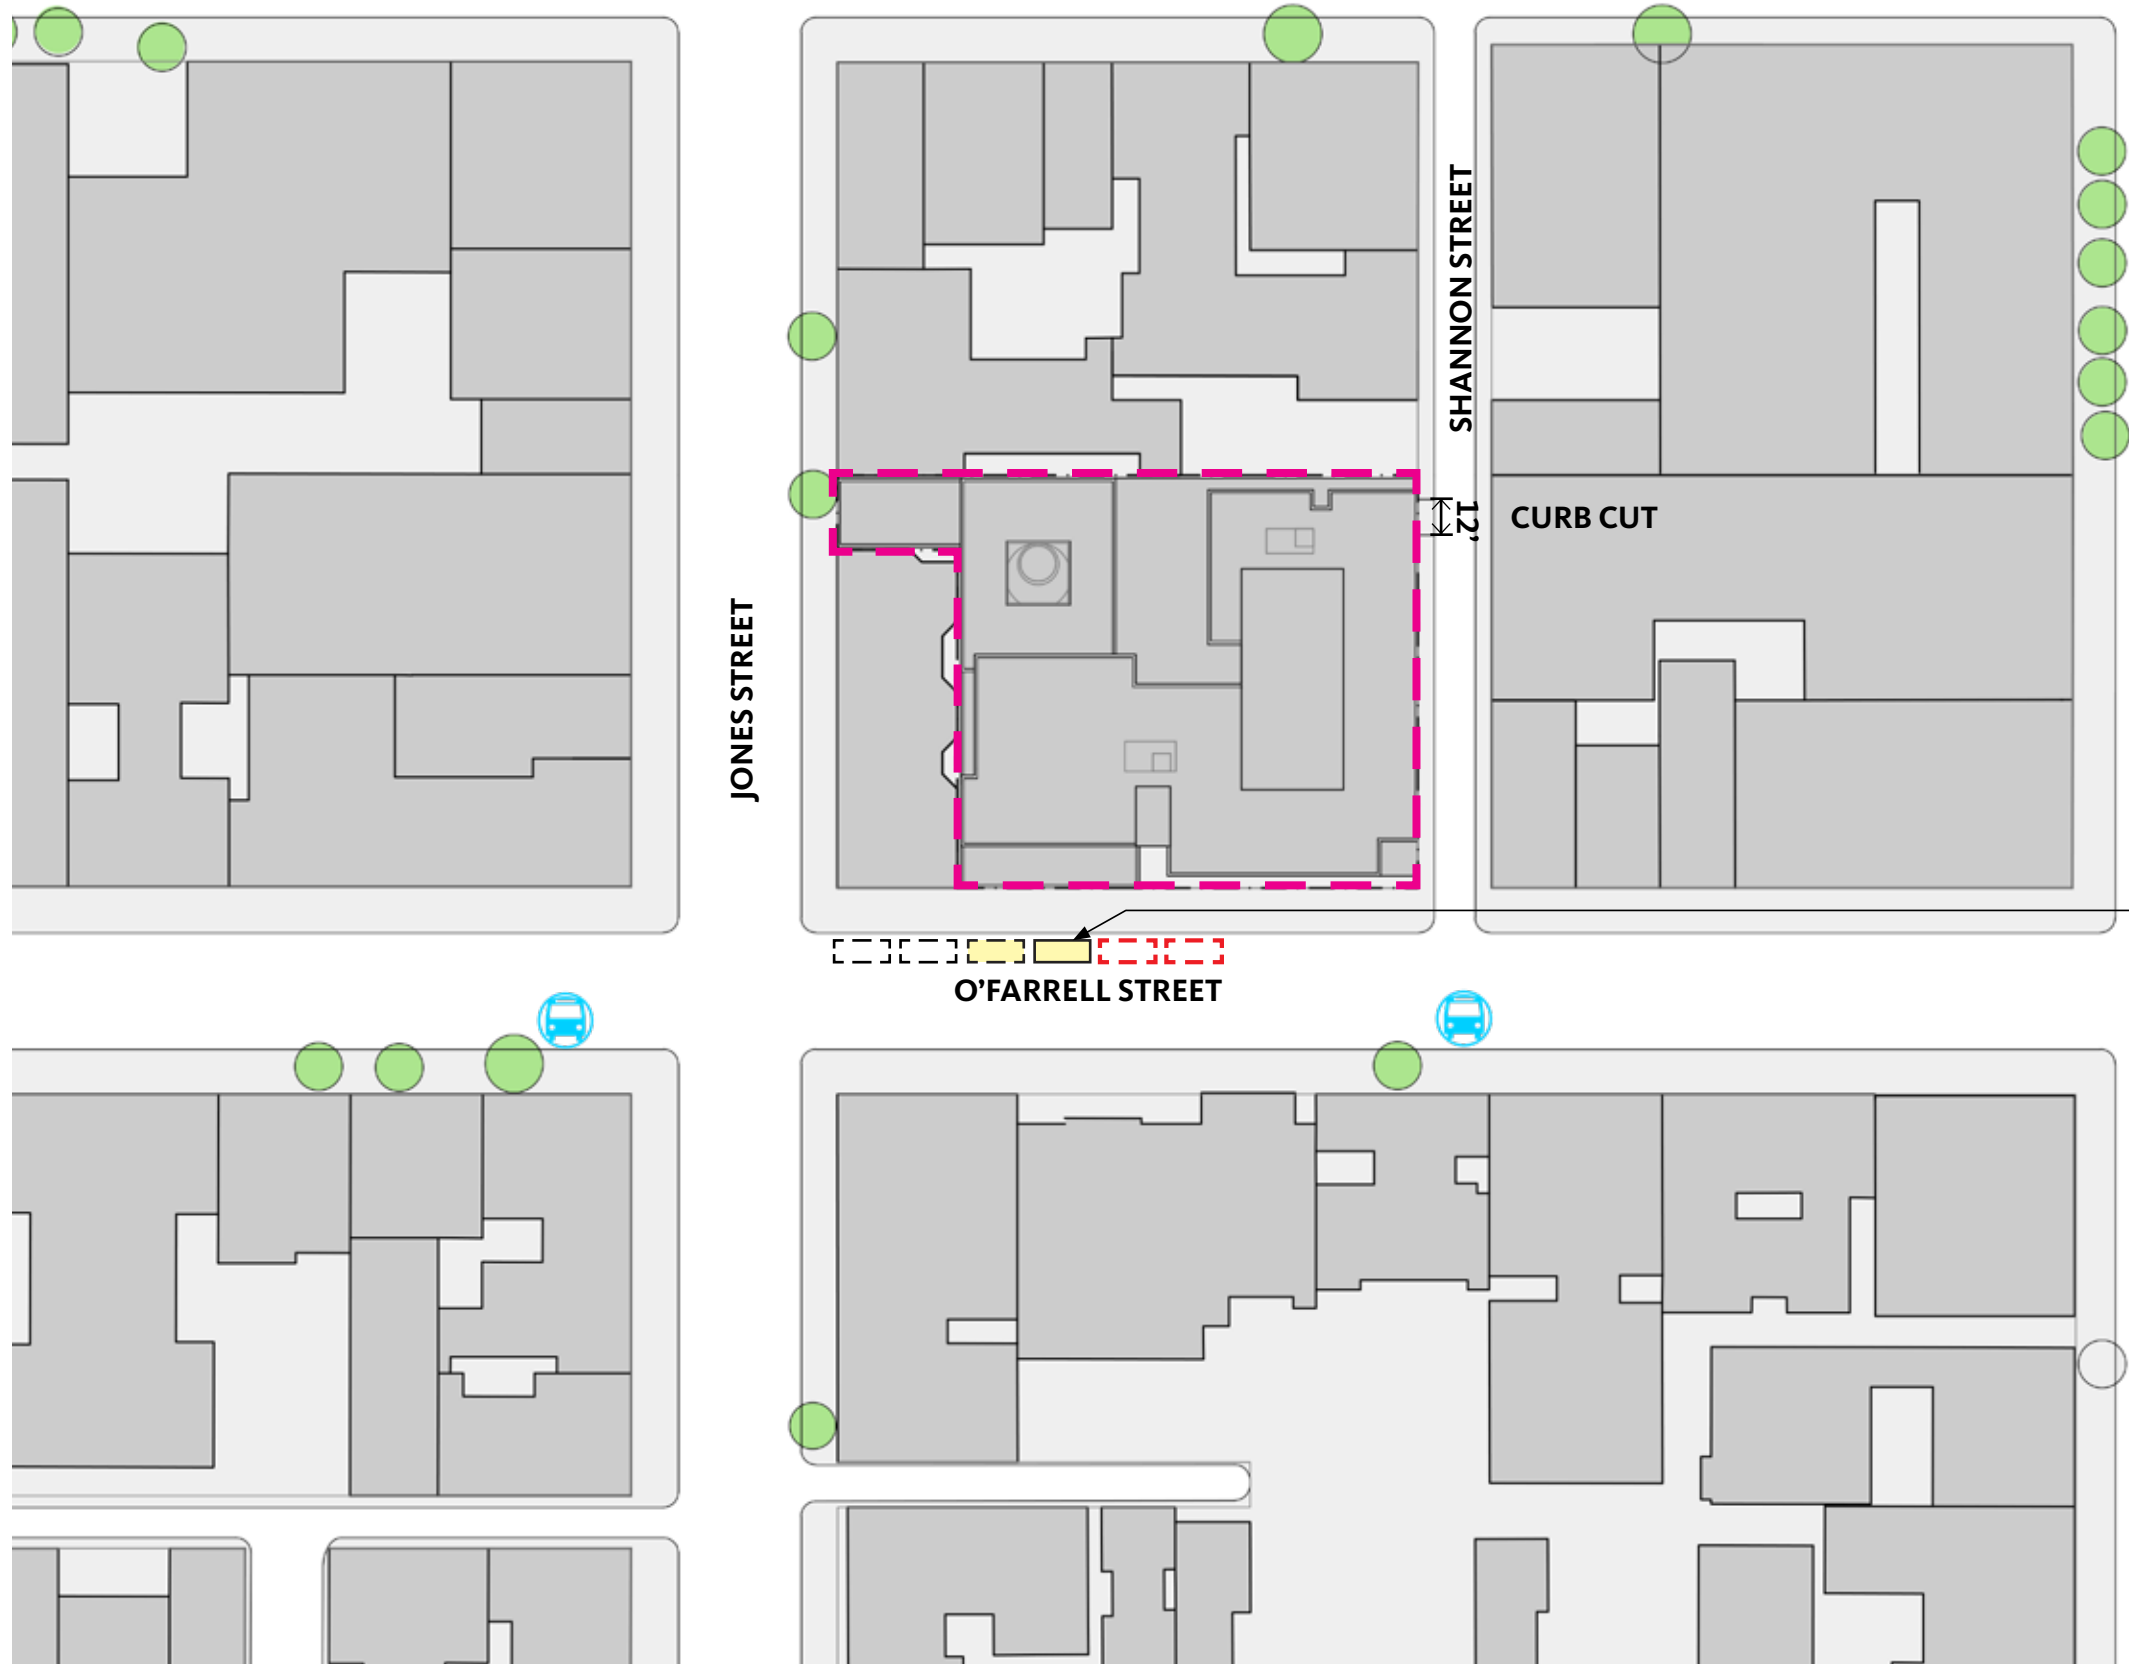 SHANNON STREET
12'
CURB CUT
JONES STREET
O'FARRELL STREET